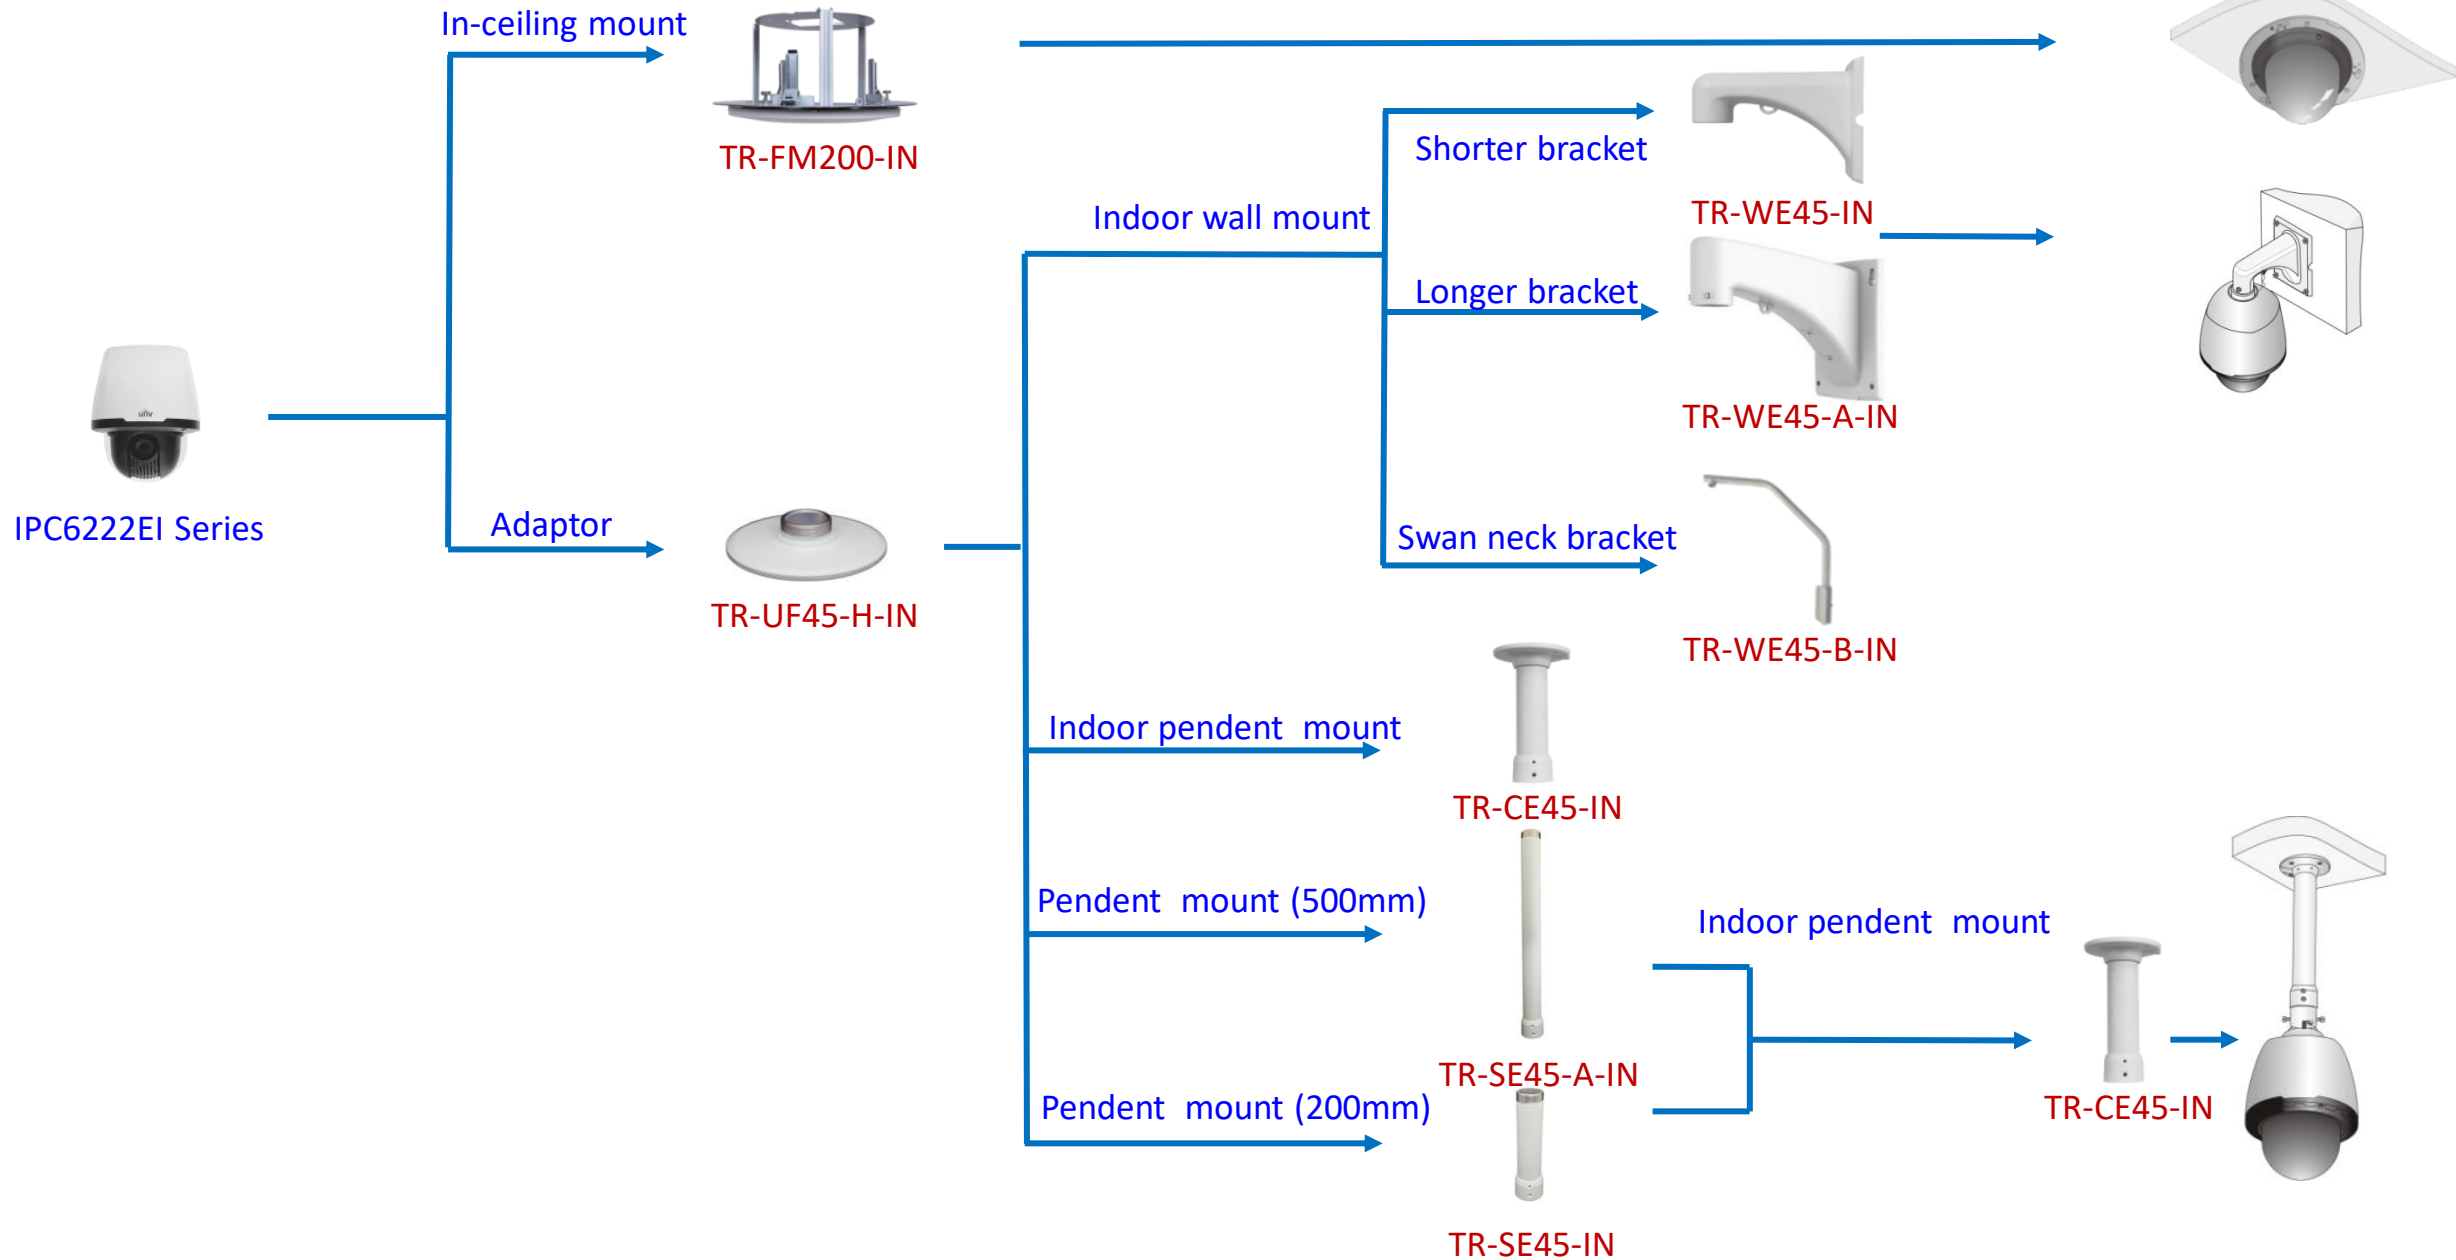 In-ceiling mount
TR-FM200-IN
Shorter bracket
TR-WE45-IN
Indoor wall mount
Longer bracket
TR-WE45-A-IN
unv
IPC6222EI Series
Adaptor
TR-UF45-H-IN
Swan neck bracket
TR-WE45-B-IN
Indoor pendent mount
TR-CE45-IN
Pendent mount (500mm)
TR-SE45-A-IN
Indoor pendent mount
TR-CE45-IN
Pendent mount (200mm)
TR-SE45-IN